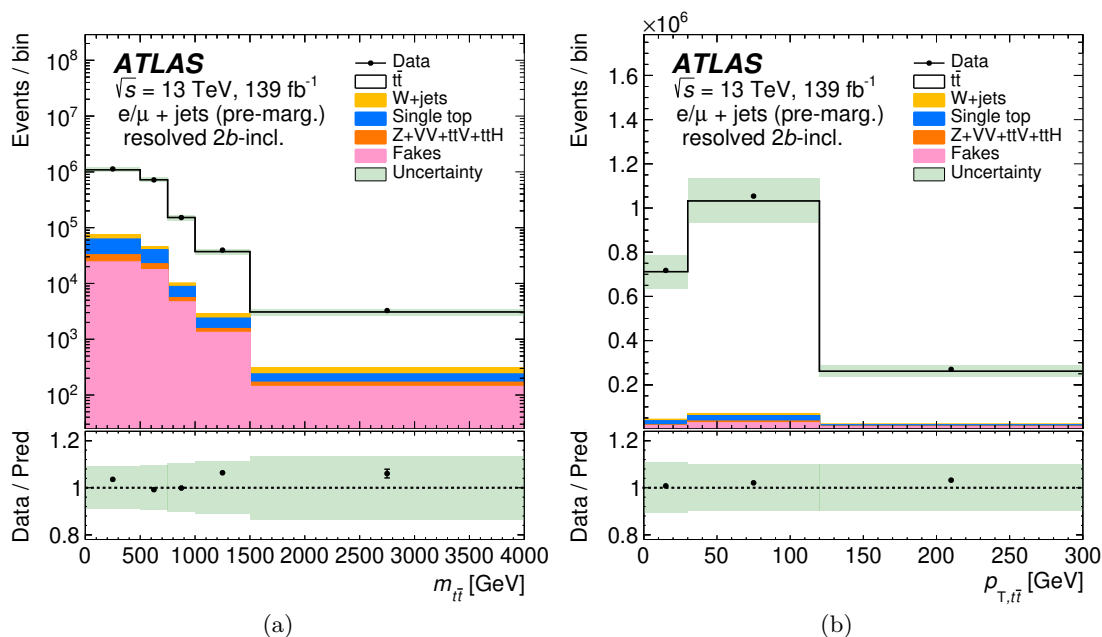 Events / bin
10⁸
10⁷
10⁶
10⁵
10⁴
10³
10²
ATLAS
√s = 13 TeV, 139 fb⁻¹
e/μ + jets (pre-marg.)
resolved 2b-incl.
Data
tt̄
W+jets
Single top
Z+VV+ttV+ttH
Fakes
Uncertainty
Data / Pred
1.2
1
0.8
0 500 1000 1500 2000 2500 3000 3500 4000
m_tt̄ [GeV]
(a)
×10⁶
Events / bin
1.6
1.4
1.2
1
0.8
0.6
0.4
0.2
ATLAS
√s = 13 TeV, 139 fb⁻¹
e/μ + jets (pre-marg.)
resolved 2b-incl.
Data
tt̄
W+jets
Single top
Z+VV+ttV+ttH
Fakes
Uncertainty
Data / Pred
1.2
1
0.8
0 50 100 150 200 250 300
p_T,tt̄ [GeV]
(b)